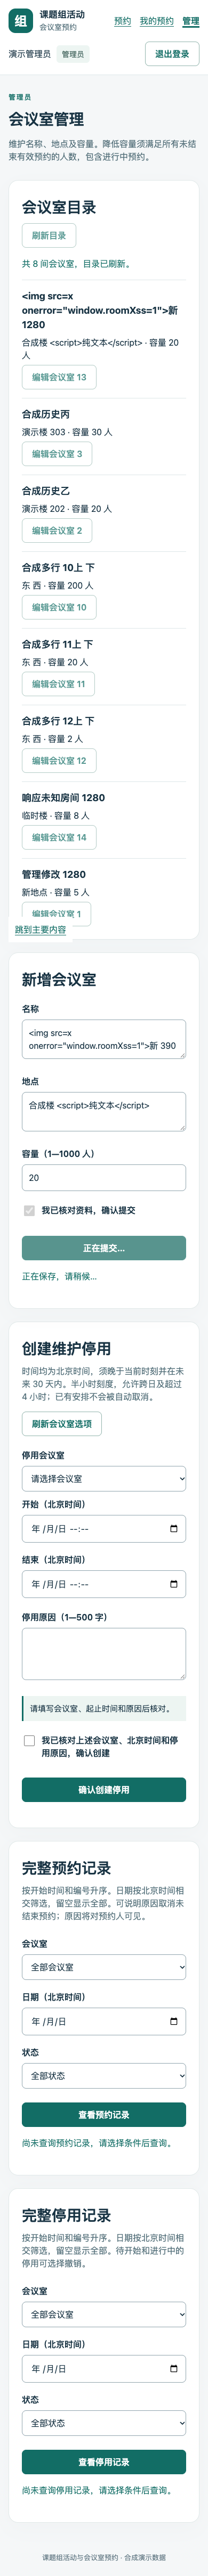 组
课题组活动
会议室预约
预约 我的预约 管理
演示管理员 管理员
退出登录
管理员
会议室管理
维护名称、地点及容量。降低容量须满足所有未结
束有效预约的人数，包含进行中预约。
会议室目录
刷新目录
共 8 间会议室，目录已刷新。
<img src=x
onerror="window.roomXss=1">新
1280
合成楼 <script>纯文本</script> · 容量 20
人
编辑会议室 13
合成历史丙
演示楼 303 · 容量 30 人
编辑会议室 3
合成历史乙
演示楼 202 · 容量 20 人
编辑会议室 2
合成多行 10上 下
东 西 · 容量 200 人
编辑会议室 10
合成多行 11上 下
东 西 · 容量 20 人
编辑会议室 11
合成多行 12上 下
东 西 · 容量 2 人
编辑会议室 12
响应未知房间 1280
临时楼 · 容量 8 人
编辑会议室 14
管理修改 1280
新地点 · 容量 5 人
编辑会议室 1
跳到主要内容
新增会议室
名称
<img src=x
onerror="window.roomXss=1">新 390
地点
合成楼 <script>纯文本</script>
容量（1—1000 人）
20
我已核对资料，确认提交
正在提交…
正在保存，请稍候…
创建维护停用
时间均为北京时间，须晚于当前时刻并在未
来 30 天内。半小时刻度，允许跨日及超过
4 小时；已有安排不会被自动取消。
刷新会议室选项
停用会议室
请选择会议室
开始（北京时间）
年 /月/日 --:--
结束（北京时间）
年 /月/日 --:--
停用原因（1—500 字）
请填写会议室、起止时间和原因后核对。
我已核对上述会议室、北京时间和停
用原因，确认创建
确认创建停用
完整预约记录
按开始时间和编号升序。日期按北京时间相
交筛选，留空显示全部。可说明原因取消未
结束预约；原因将对预约人可见。
会议室
全部会议室
日期（北京时间）
年 /月/日
状态
全部状态
查看预约记录
尚未查询预约记录，请选择条件后查询。
完整停用记录
按开始时间和编号升序。日期按北京时间相
交筛选，留空显示全部。待开始和进行中的
停用可选择撤销。
会议室
全部会议室
日期（北京时间）
年 /月/日
状态
全部状态
查看停用记录
尚未查询停用记录，请选择条件后查询。
课题组活动与会议室预约 · 合成演示数据